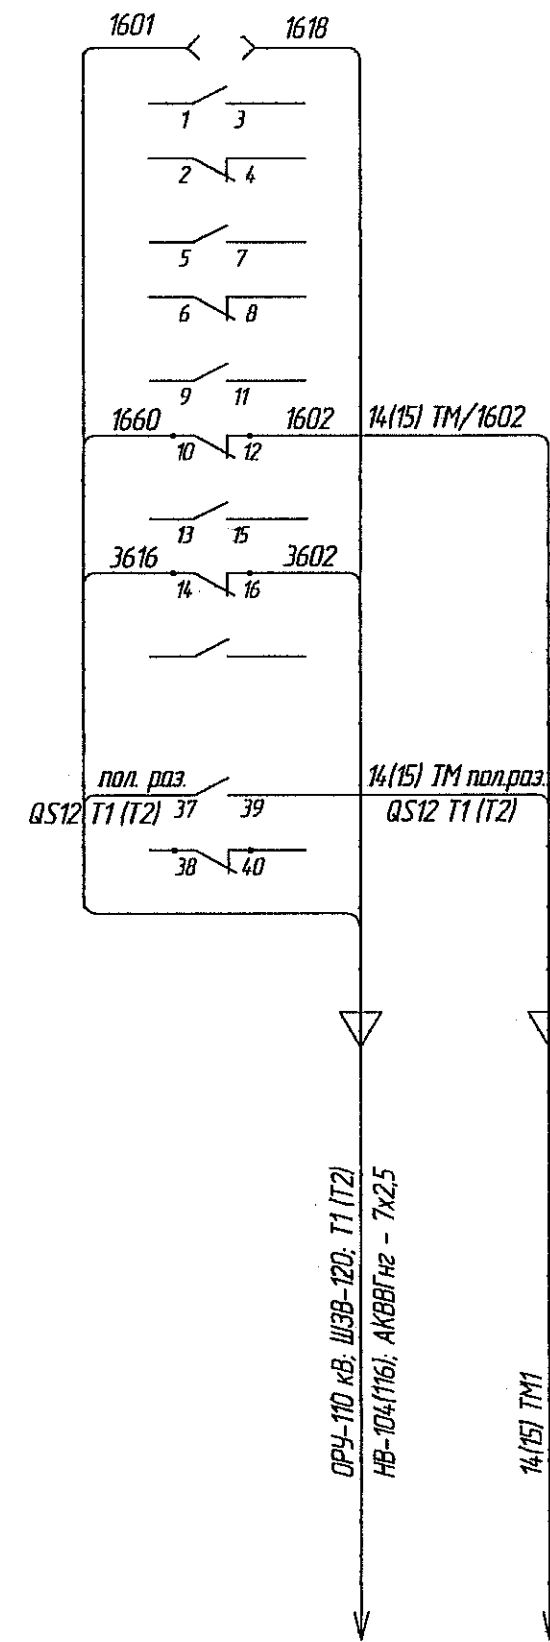 1601 1618
1 3
2 4
5 7
6 8
9 11
1660 1602 14(15) ТМ/1602
10 12
13 15
3616 3602
14 16
пол. раз. 14(15) ТМ пол.раз.
QS12 Т1 (Т2) 37 39 QS12 Т1 (Т2)
38 40
ОРУ-110 кВ; ШЗВ-120; Т1 (Т2)
НВ-104(116); АКВВГнг - 7х2,5
14(15) ТМ1